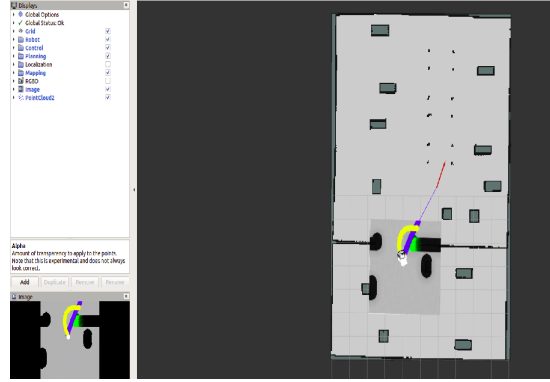 Displays
Global Options
Global Status: Ok
Grid
Robot
Control
Planning
Localization
Mapping
RGBD
Image
PointCloud2
Alpha
Amount of transparency to apply to the points.
Note that this is experimental and does not always
look correct.
Add Duplicate Remove Rename
Image